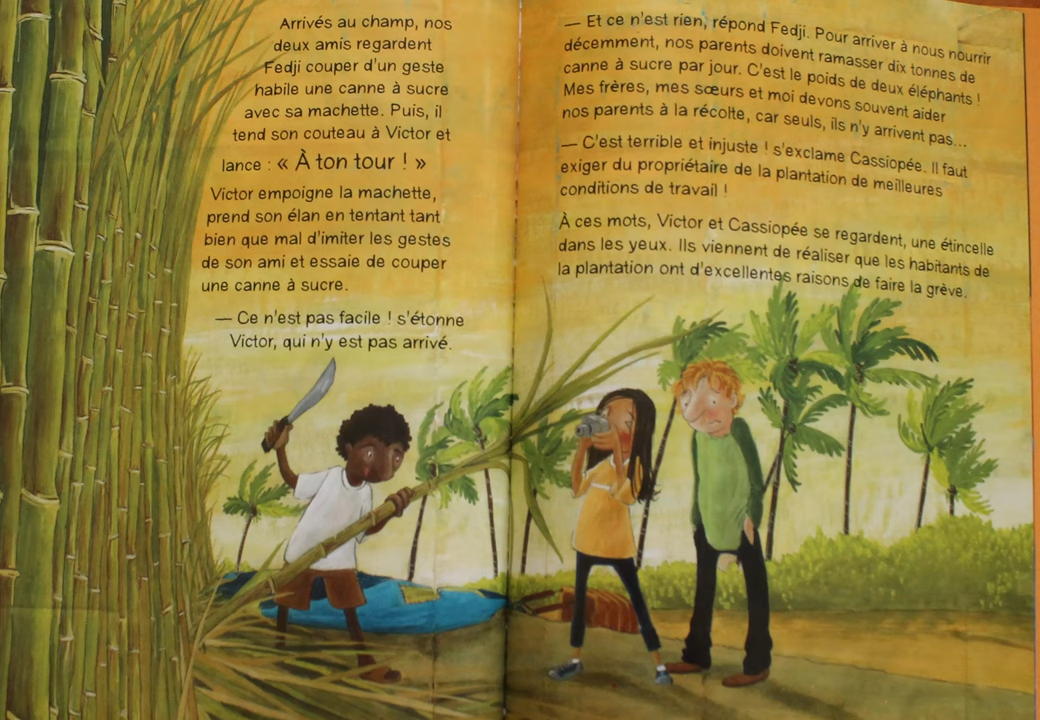 Arrivés au champ, nos
deux amis regardent
Fedji couper d'un geste
habile une canne à sucre
avec sa machette. Puis, il
tend son couteau à Victor et
lance : « À ton tour ! »
Victor empoigne la machette,
prend son élan en tentant tant
bien que mal d'imiter les gestes
de son ami et essaie de couper
une canne à sucre.
— Ce n'est pas facile ! s'étonne
Victor, qui n'y est pas arrivé.
— Et ce n'est rien, répond Fedji. Pour arriver à nous nourrir
décemment, nos parents doivent ramasser dix tonnes de
canne à sucre par jour. C'est le poids de deux éléphants !
Mes frères, mes sœurs et moi devons souvent aider
nos parents à la récolte, car seuls, ils n'y arrivent pas...
— C'est terrible et injuste ! s'exclame Cassiopée. Il faut
exiger du propriétaire de la plantation de meilleures
conditions de travail !
À ces mots, Victor et Cassiopée se regardent, une étincelle
dans les yeux. Ils viennent de réaliser que les habitants de
la plantation ont d'excellentes raisons de faire la grève.